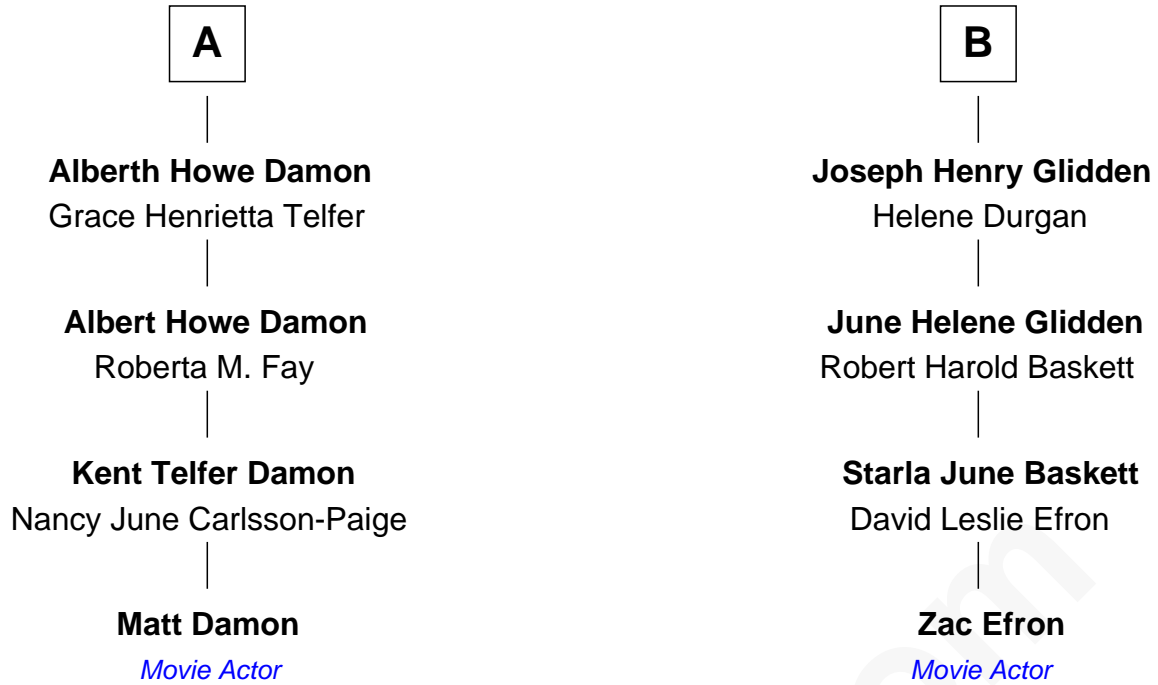 A
Alberth Howe Damon
Grace Henrietta Telfer
Albert Howe Damon
Roberta M. Fay
Kent Telfer Damon
Nancy June Carlsson-Paige
Matt Damon
Movie Actor
B
Joseph Henry Glidden
Helene Durgan
June Helene Glidden
Robert Harold Baskett
Starla June Baskett
David Leslie Efron
Zac Efron
Movie Actor
om